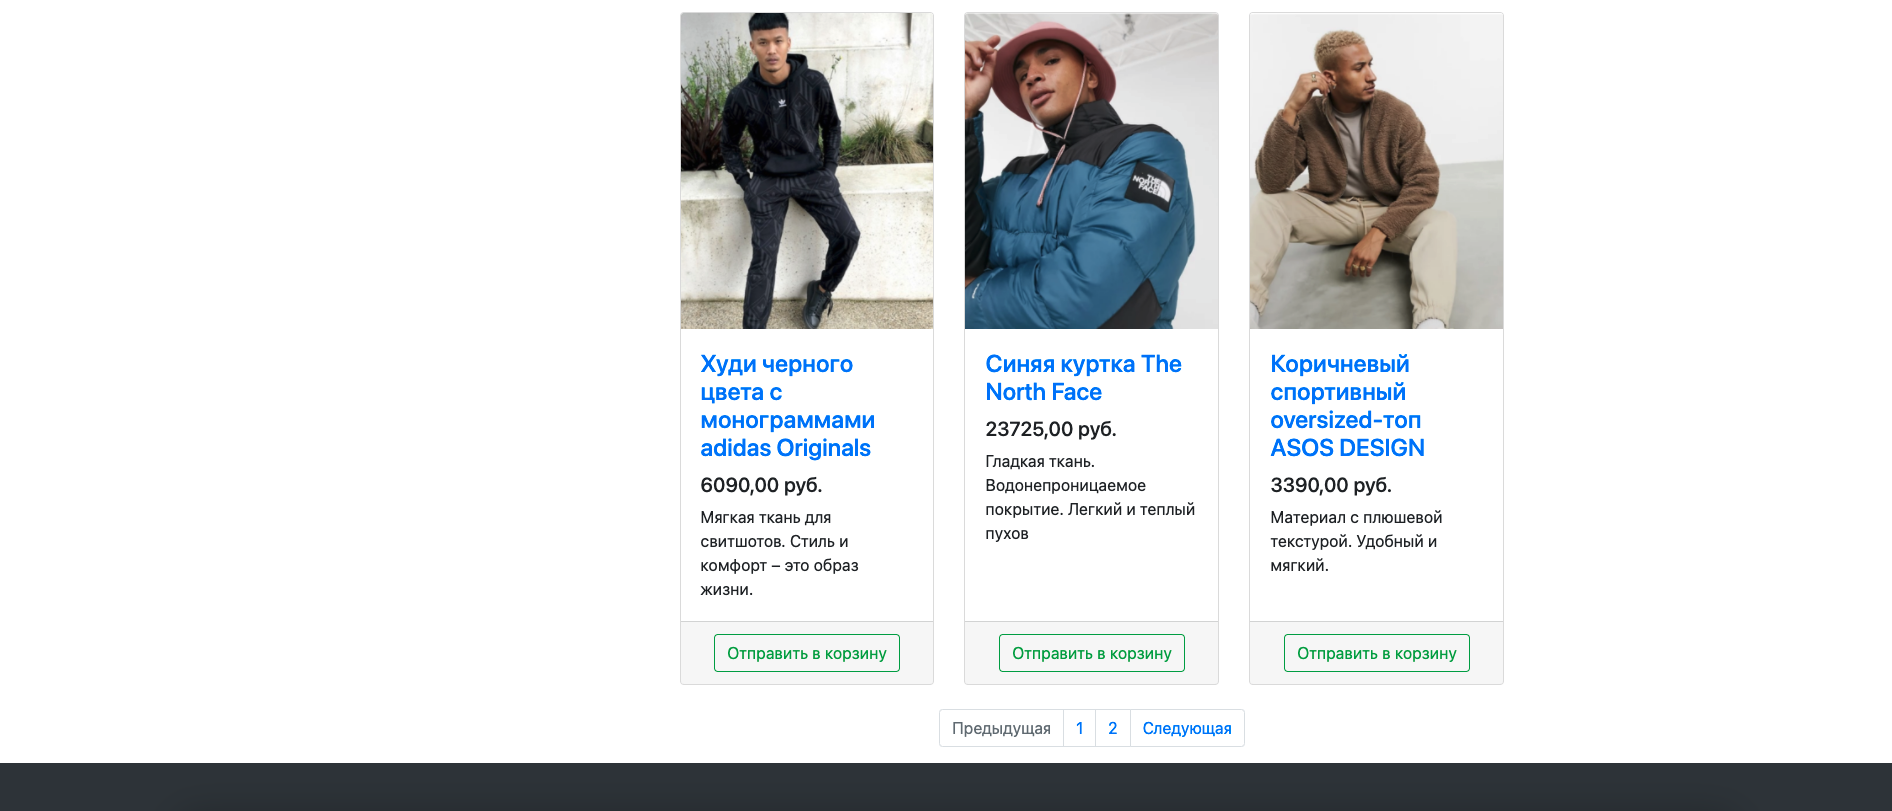 THE
NORTH
FACE
Худи черного
цвета с
монограммами
adidas Originals
6090,00 руб.
Мягкая ткань для
свитшотов. Стиль и
комфорт – это образ
жизни.
Отправить в корзину
Синяя куртка The
North Face
23725,00 руб.
Гладкая ткань.
Водонепроницаемое
покрытие. Легкий и теплый
пухов
Отправить в корзину
Коричневый
спортивный
oversized-топ
ASOS DESIGN
3390,00 руб.
Материал с плюшевой
текстурой. Удобный и
мягкий.
Отправить в корзину
Предыдущая 1 2 Следующая